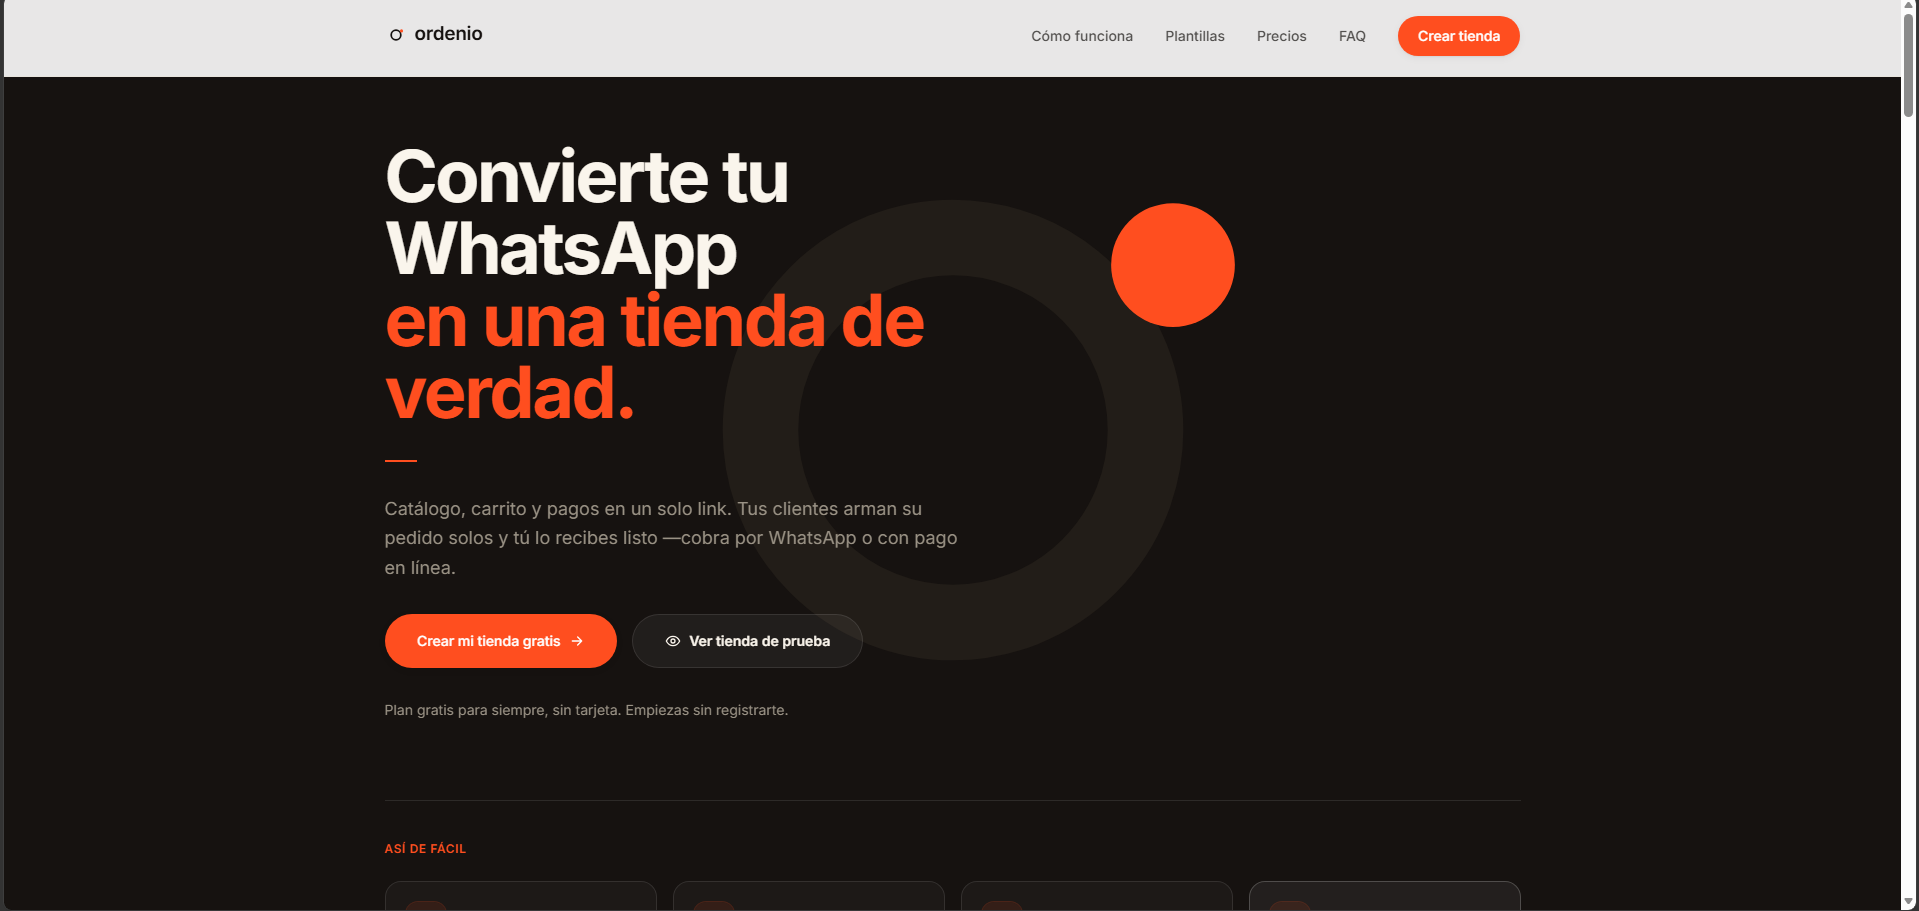 ordenio
Cómo funciona
Plantillas
Precios
FAQ
Crear tienda
Convierte tu
WhatsApp
en una tienda de
verdad.
Catálogo, carrito y pagos en un solo link. Tus clientes arman su
pedido solos y tú lo recibes listo —cobra por WhatsApp o con pago
en línea.
Crear mi tienda gratis →
Ver tienda de prueba
Plan gratis para siempre, sin tarjeta. Empiezas sin registrarte.
ASÍ DE FÁCIL